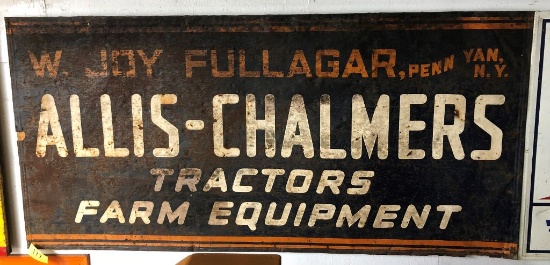 W. JOY FULLAGAR, PENN YAN, N.Y.
ALLIS-CHALMERS
TRACTORS
FARM EQUIPMENT